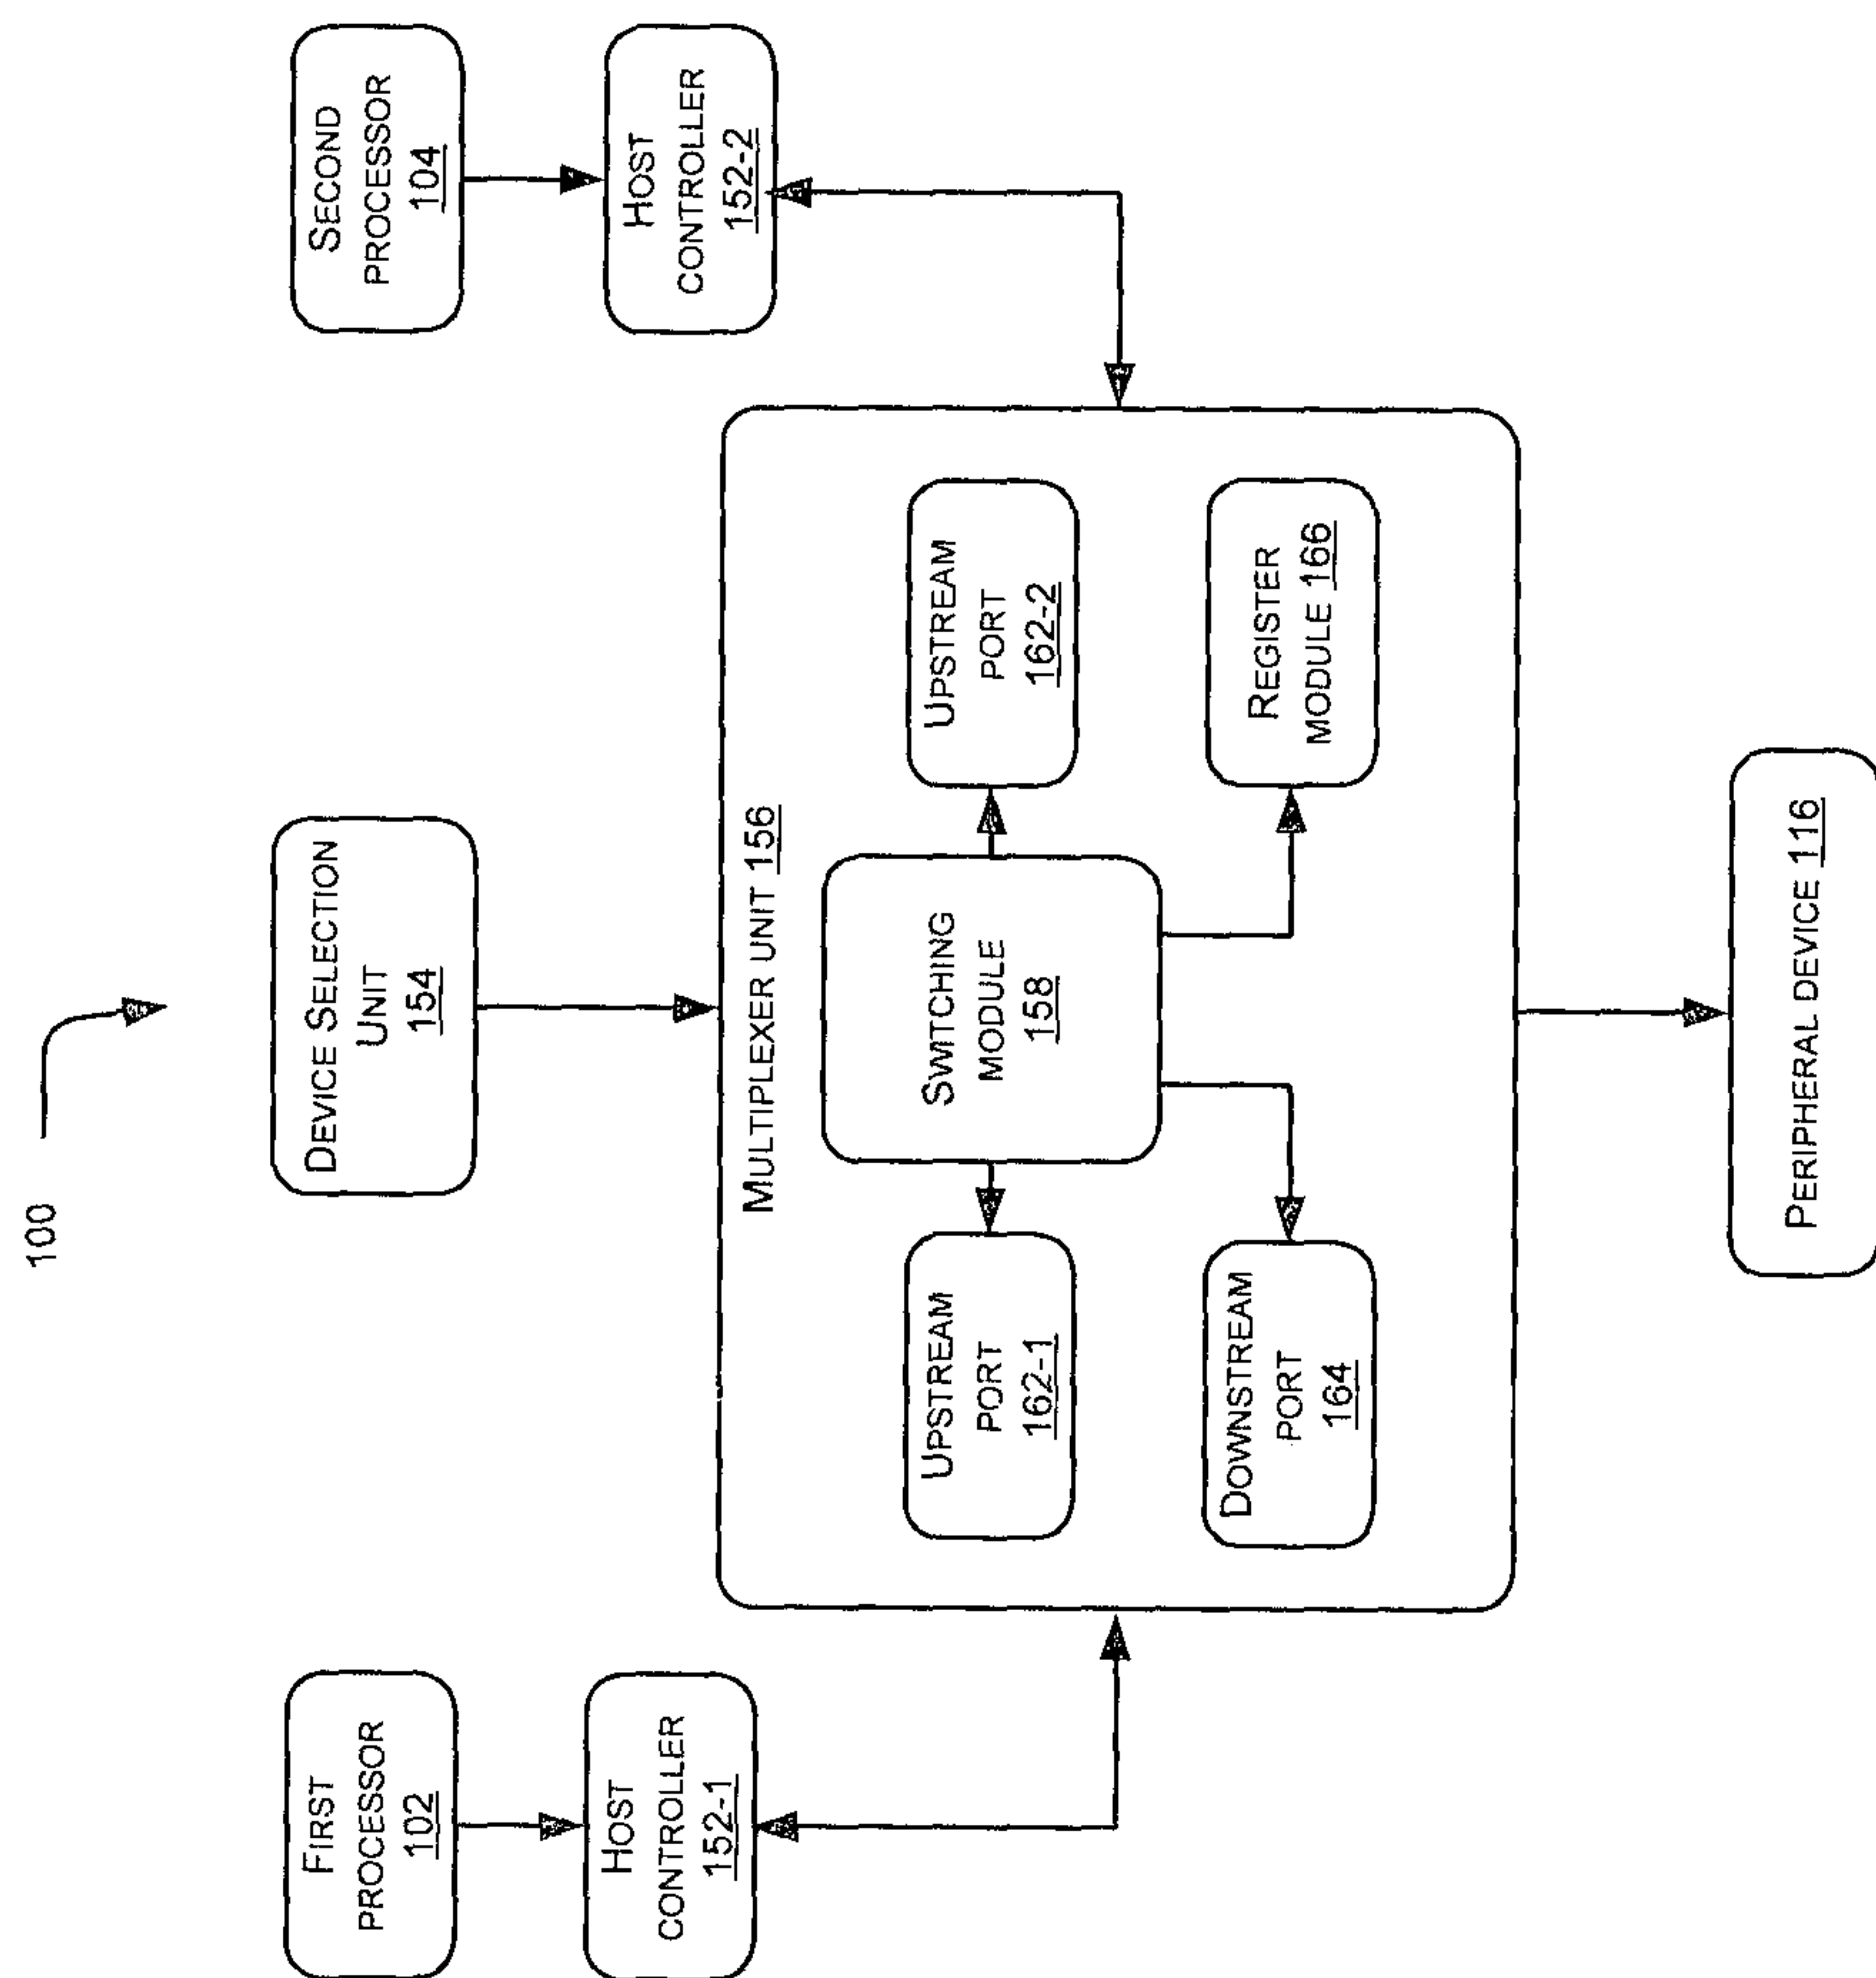 100
FIRST
PROCESSOR
102
HOST
CONTROLLER
152-1
DEVICE SELECTION
UNIT
154
SECOND
PROCESSOR
104
HOST
CONTROLLER
152-2
MULTIPLEXER UNIT 156
UPSTREAM
PORT
162-1
SWITCHING
MODULE
158
UPSTREAM
PORT
162-2
DOWNSTREAM
PORT
164
REGISTER
MODULE 166
PERIPHERAL DEVICE 116